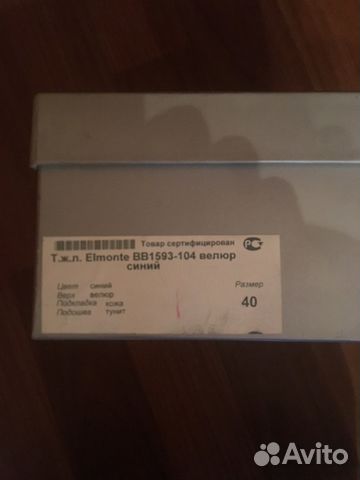 Товар сертифицирован
Т.ж.л. Elmonte BB1593-104 велюр
синий
Цвет синий
Верх велюр
Подкладка кожа
Подошва тунит
Размер
40
Avito